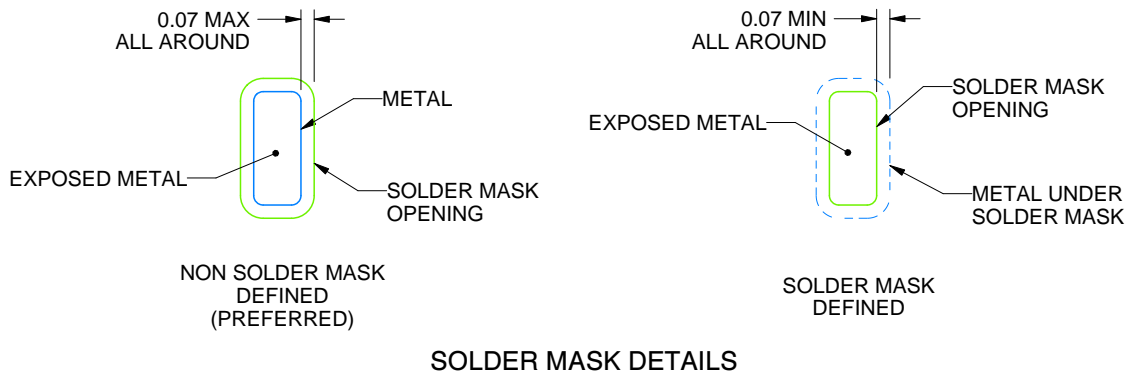 0.07 MAX
ALL AROUND
METAL
EXPOSED METAL
SOLDER MASK
OPENING
NON SOLDER MASK
DEFINED
(PREFERRED)
0.07 MIN
ALL AROUND
SOLDER MASK
OPENING
EXPOSED METAL
METAL UNDER
SOLDER MASK
SOLDER MASK
DEFINED
SOLDER MASK DETAILS